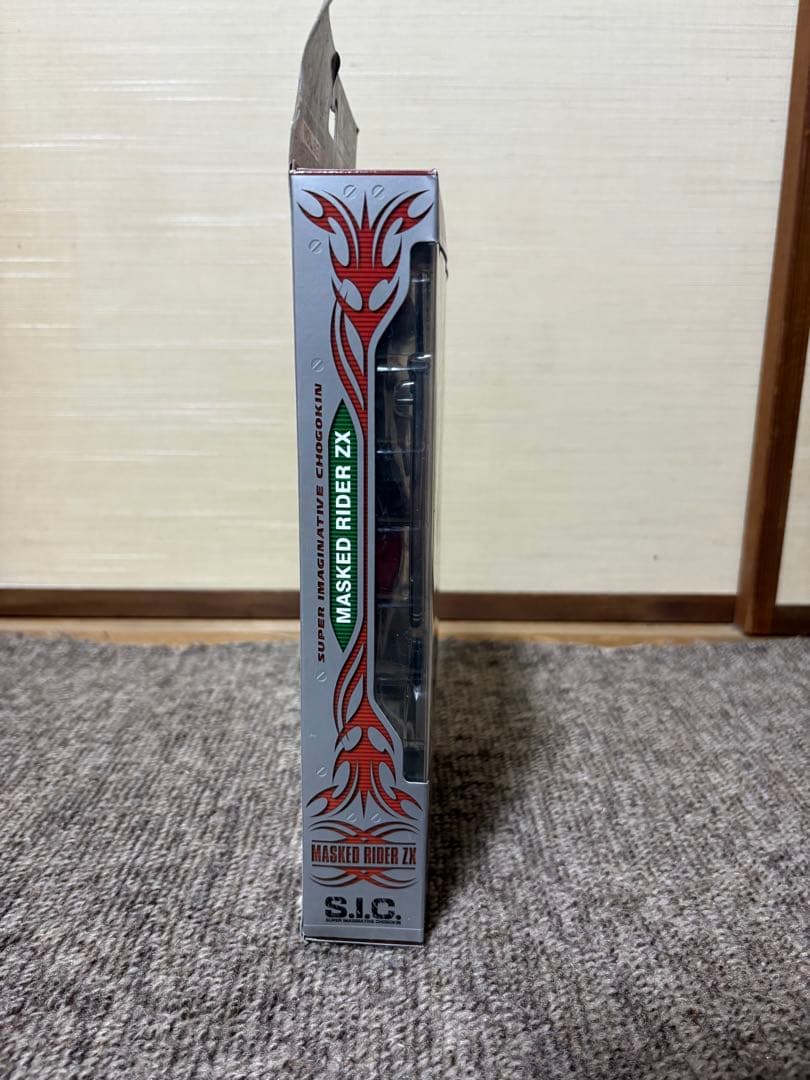 SUPER IMAGINATIVE CHOGOKIN
MASKED RIDER ZX
MASKED RIDER ZX
S.I.C.
SUPER IMAGINATIVE CHOGOKIN